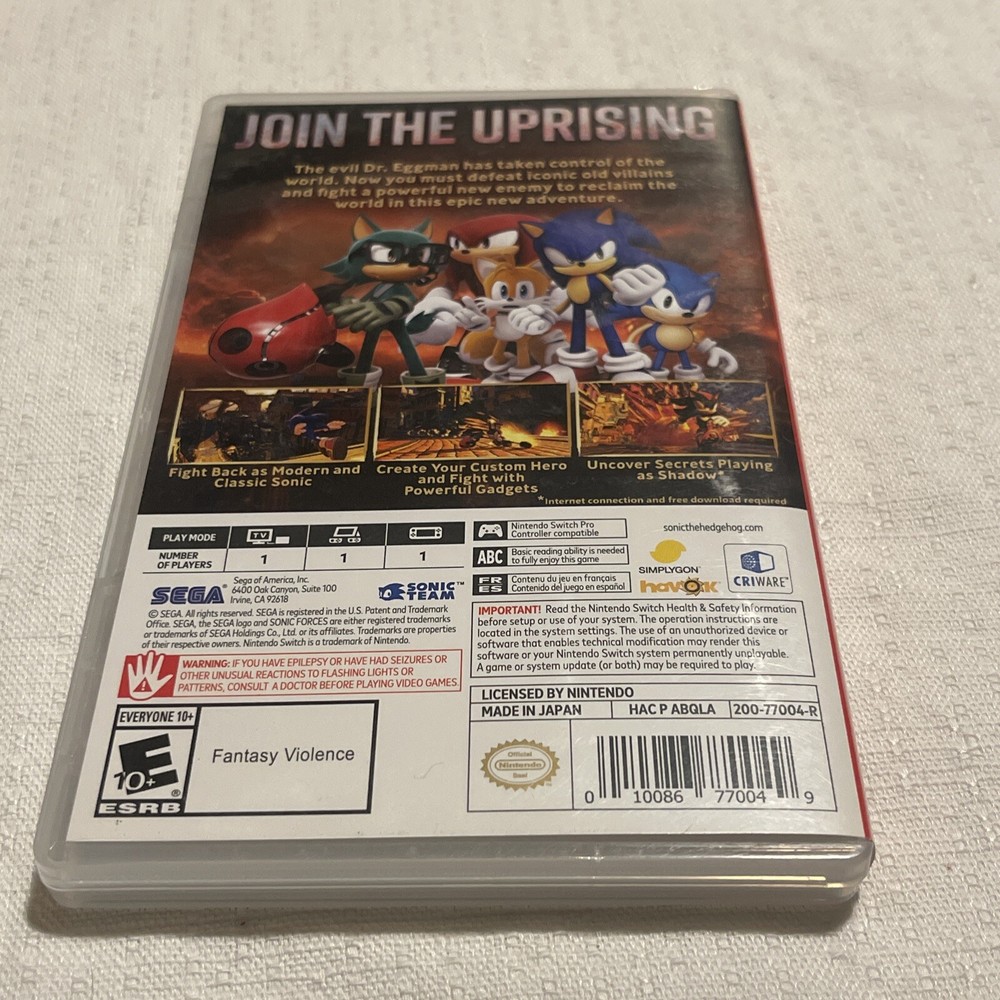 JOIN THE UPRISING
The evil Dr. Eggman has taken control of the
world. Now you must defeat iconic old villains
and fight a powerful new enemy to reclaim the
world in this epic new adventure.
Fight Back as Modern and
Classic Sonic
Create Your Custom Hero
and Fight with
Powerful Gadgets
Uncover Secrets Playing
as Shadow*
*Internet connection and free download required
PLAY MODE
TV
NUMBER
OF PLAYERS
1
1
1
Nintendo Switch Pro
Controller compatible
ABC
Basic reading ability is needed
to fully enjoy this game
FR
ES
Contenu du jeu en français
Contenido del juego en español
sonicthehedgehog.com
SIMPLYGON
havok
CRIWARE™
SEGA®
Sega of America, Inc.
6400 Oak Canyon, Suite 100
Irvine, CA 92618
SONIC
TEAM™
© SEGA. All rights reserved. SEGA is registered in the U.S. Patent and Trademark
Office. SEGA, the SEGA logo and SONIC FORCES are either registered trademarks
or trademarks of SEGA Holdings Co., Ltd. or its affiliates. Trademarks are properties
of their respective owners. Nintendo Switch is a trademark of Nintendo.
WARNING: IF YOU HAVE EPILEPSY OR HAVE HAD SEIZURES OR
OTHER UNUSUAL REACTIONS TO FLASHING LIGHTS OR
PATTERNS, CONSULT A DOCTOR BEFORE PLAYING VIDEO GAMES.
IMPORTANT! Read the Nintendo Switch Health & Safety Information
before setup or use of your system. The operation instructions are
located in the system settings. The use of an unauthorized device or
software that enables technical modification may render this
software or your Nintendo Switch system permanently unplayable.
A game or system update (or both) may be required to play.
LICENSED BY NINTENDO
MADE IN JAPAN
HAC P ABQLA
200-77004-R
EVERYONE 10+
E
10+
®
ESRB
Fantasy Violence
Official
Nintendo
Seal
0 10086 77004 9